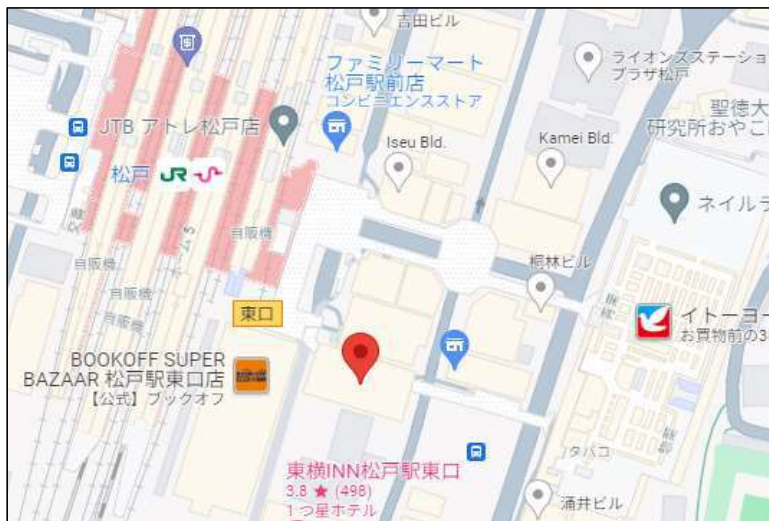 吉田ビル
ファミリーマート
松戸駅前店
コンビニエンスストア
ライオンズステーショ
プラザ松戸
聖徳大
研究所おやこ
JTB アトレ松戸店
Iseu Bld.
Kamei Bld.
松戸 JR
ネイルラ
自販機
自販機
ホーム 5
自販機
自販機
桐林ビル
東口
イトーヨー
お買物前の3
BOOKOFF SUPER
BAZAAR 松戸駅東口店
【公式】ブックオフ
タバコ
東横INN松戸駅東口
3.8 ★ (498)
1 つ星ホテル
涌井ビル